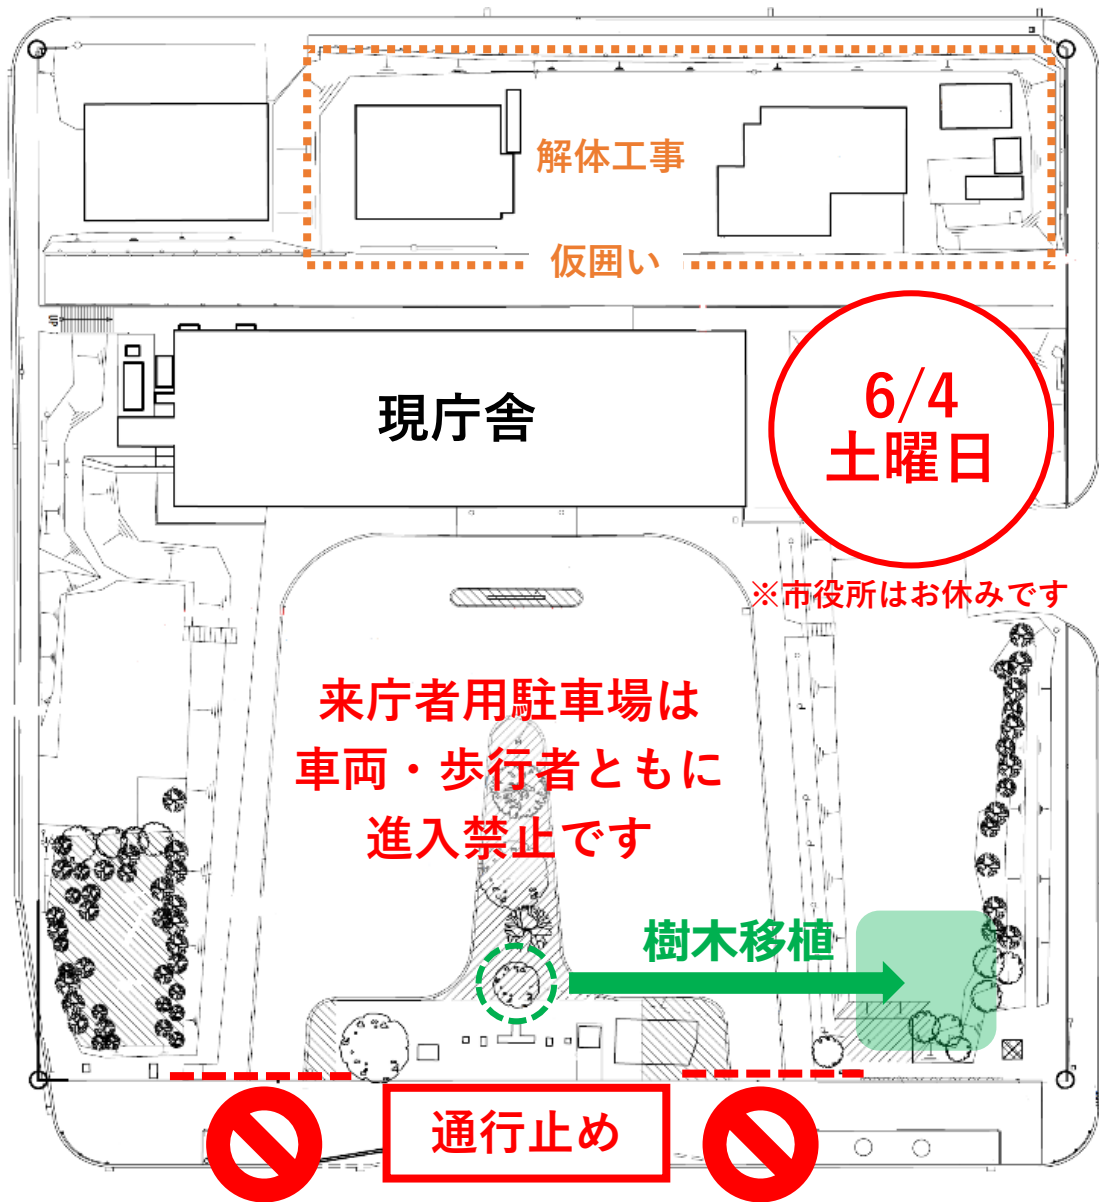 解体工事
仮囲い
UP
現庁舎
6/4
土曜日
※市役所はお休みです
来庁者用駐車場は
車両・歩行者ともに
進入禁止です
樹木移植
通行止め